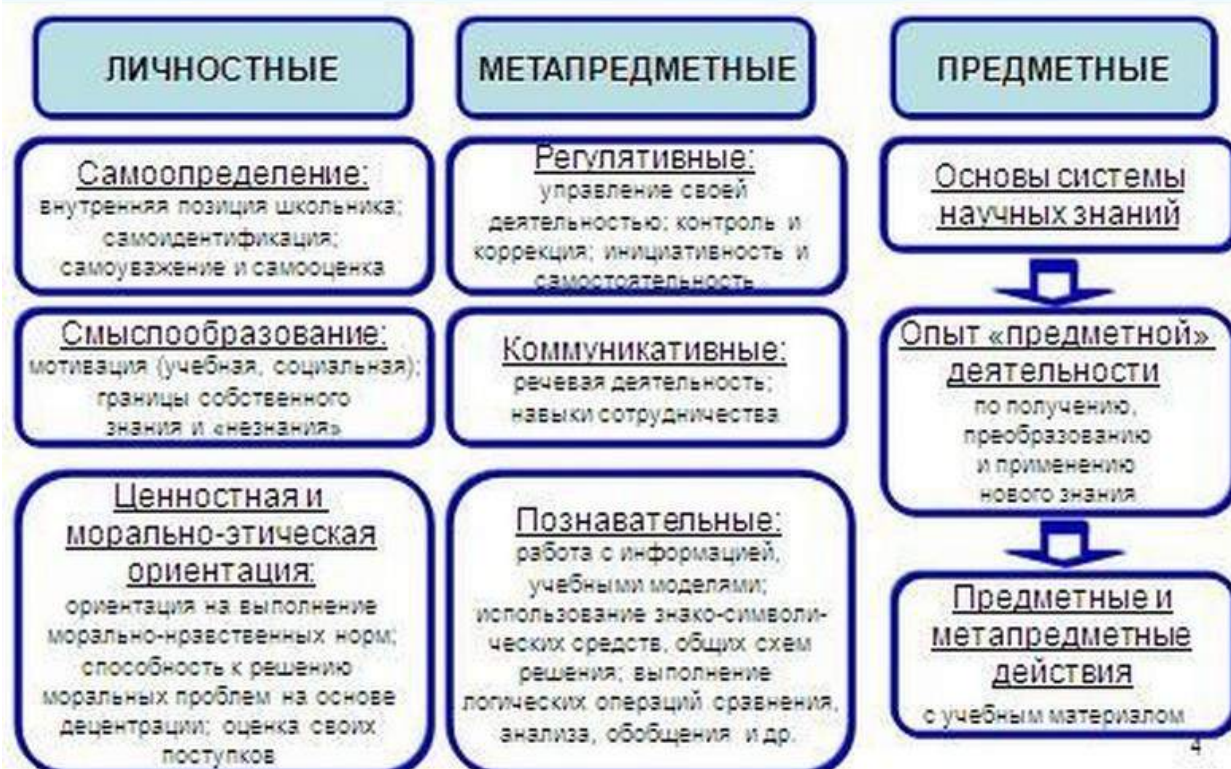 ЛИЧНОСТНЫЕ
Самоопределение:
внутренняя позиция школьника;
самоидентификация;
самоуважение и самооценка
Смыслообразование:
мотивация (учебная, социальная);
границы собственного
знания и «незнания»
Ценностная и
морально-этическая
ориентация:
ориентация на выполнение
морально-нравственных норм;
способность к решению
моральных проблем на основе
децентрации; оценка своих
поступков
МЕТАПРЕДМЕТНЫЕ
Регулятивные:
управление своей
деятельностью; контроль и
коррекция; инициативность и
самостоятельность
Коммуникативные:
речевая деятельность;
навыки сотрудничества
Познавательные:
работа с информацией,
учебными моделями;
использование знако-символи-
ческих средств, общих схем
решения; выполнение
логических операций сравнения,
анализа, обобщения и др.
ПРЕДМЕТНЫЕ
Основы системы
научных знаний
Опыт «предметной»
деятельности
по получению,
преобразованию
и применению
нового знания
Предметные и
метапредметные
действия
с учебным материалом
4